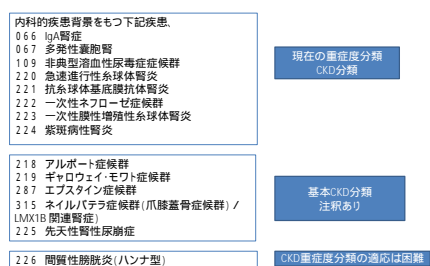 内科的疾患背景をもつ下記疾患、
066 IgA腎症
067 多発性嚢胞腎
109 非典型溶血性尿毒症症候群
220 急速進行性糸球体腎炎
221 抗糸球体基底膜抗体腎炎
222 一次性ネフローゼ症候群
223 一次性膜性増殖性糸球体腎炎
224 紫斑病性腎炎
現在の重症度分類
CKD分類
218 アルポート症候群
219 ギャロウェイ・モワト症候群
287 エプスタイン症候群
315 ネイルパテラ症候群(爪膝蓋骨症候群) /
LMX1B 関連腎症)
225 先天性腎性尿崩症
基本CKD分類
注釈あり
226 間質性膀胱炎(ハンナ型)
CKD重症度分類の適応は困難